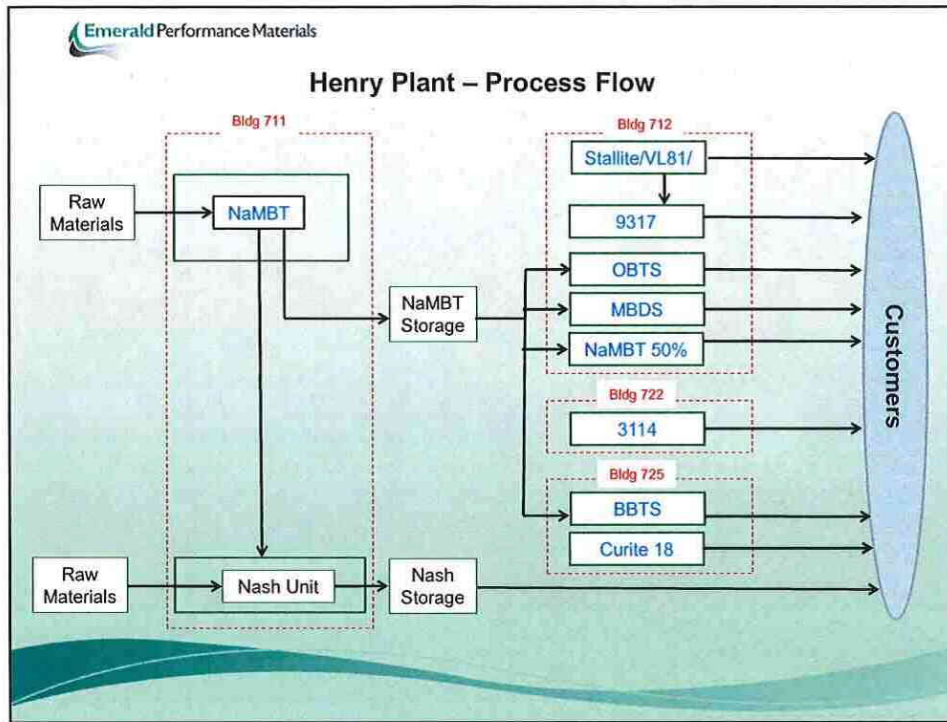 Emerald Performance Materials
Henry Plant – Process Flow
Bldg 711
Bldg 712
Stallite/VL81/
Raw
Materials
NaMBT
9317
OBTS
NaMBT
Storage
MBDS
NaMBT 50%
Customers
Bldg 722
3114
Bldg 725
BBTS
Curite 18
Raw
Materials
Nash Unit
Nash
Storage